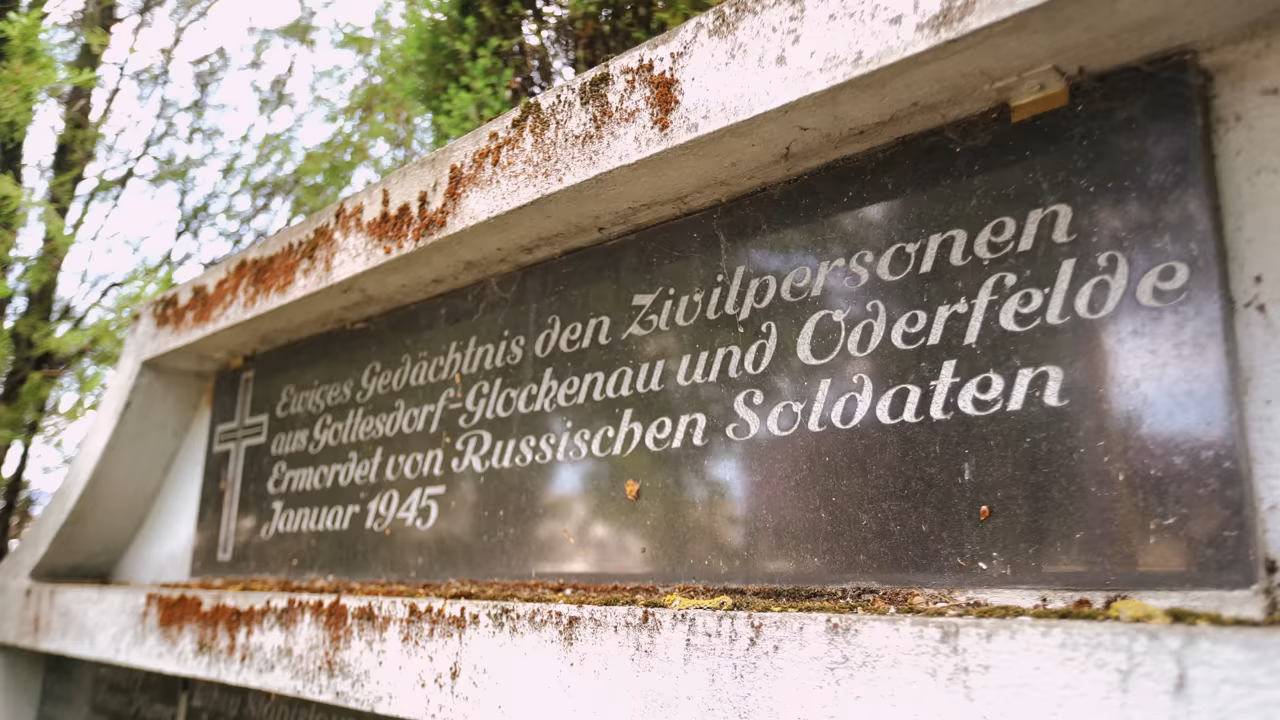 Ewiges Gedächtnis den Zivilpersonen
aus Gottesdorf-Glockenau und Oderfelde
Ermordet von Russischen Soldaten
Januar 1945